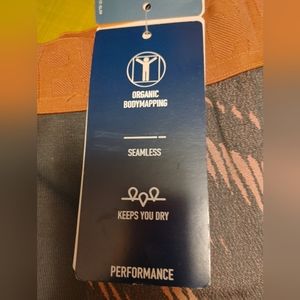 ORGANIC
BODYMAPPING
SEAMLESS
KEEPS YOU DRY
PERFORMANCE